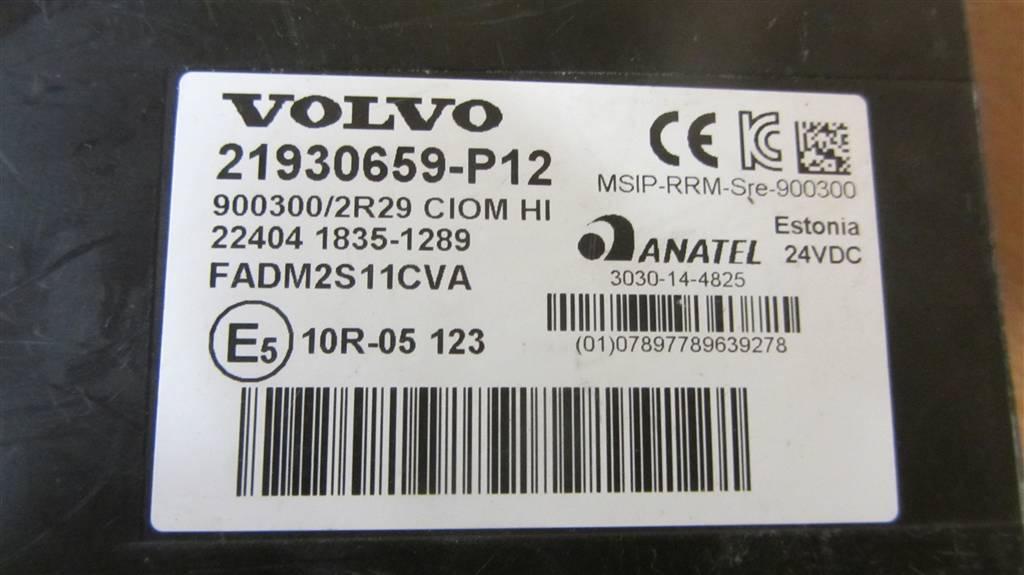 VOLVO
21930659-P12
900300/2R29 CIOM HI
22404 1835-1289
FADM2S11CVA
E5 10R-05 123
CE KC
MSIP-RRM-Sre-900300
Estonia
ANATEL 24VDC
3030-14-4825
(01)07897789639278